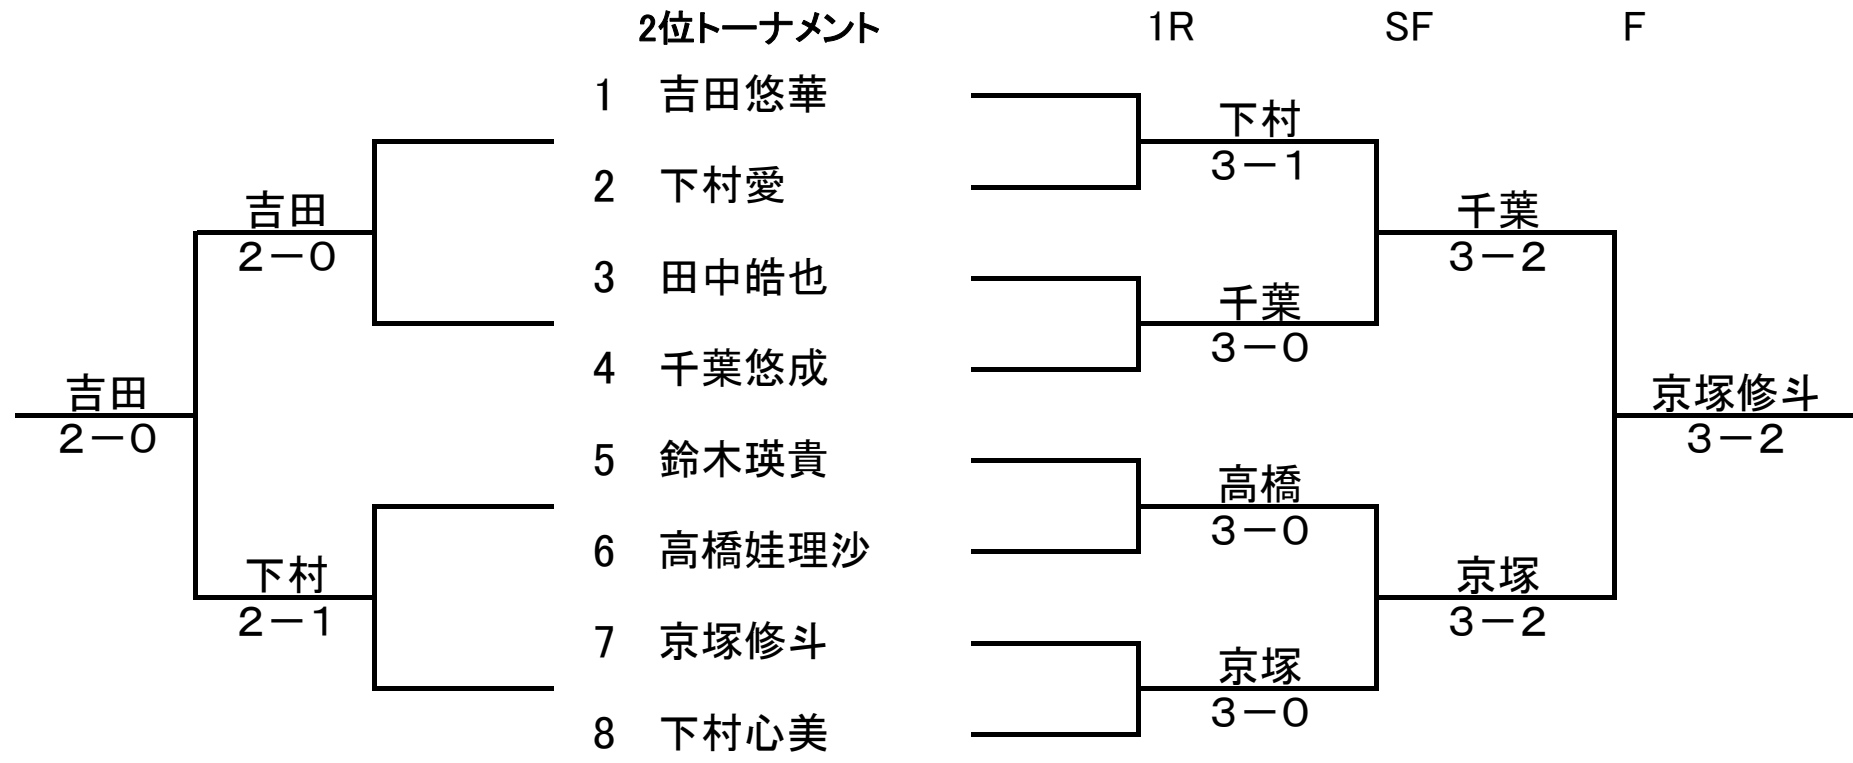 2位トーナメント 1R SF F
1 吉田悠華
下村
3－1
2 下村愛
吉田
2－0
千葉
3－2
3 田中皓也
千葉
3－0
4 千葉悠成
吉田
2－0
京塚修斗
3－2
5 鈴木瑛貴
高橋
3－0
6 高橋娃理沙
下村
2－1
京塚
3－2
7 京塚修斗
京塚
3－0
8 下村心美